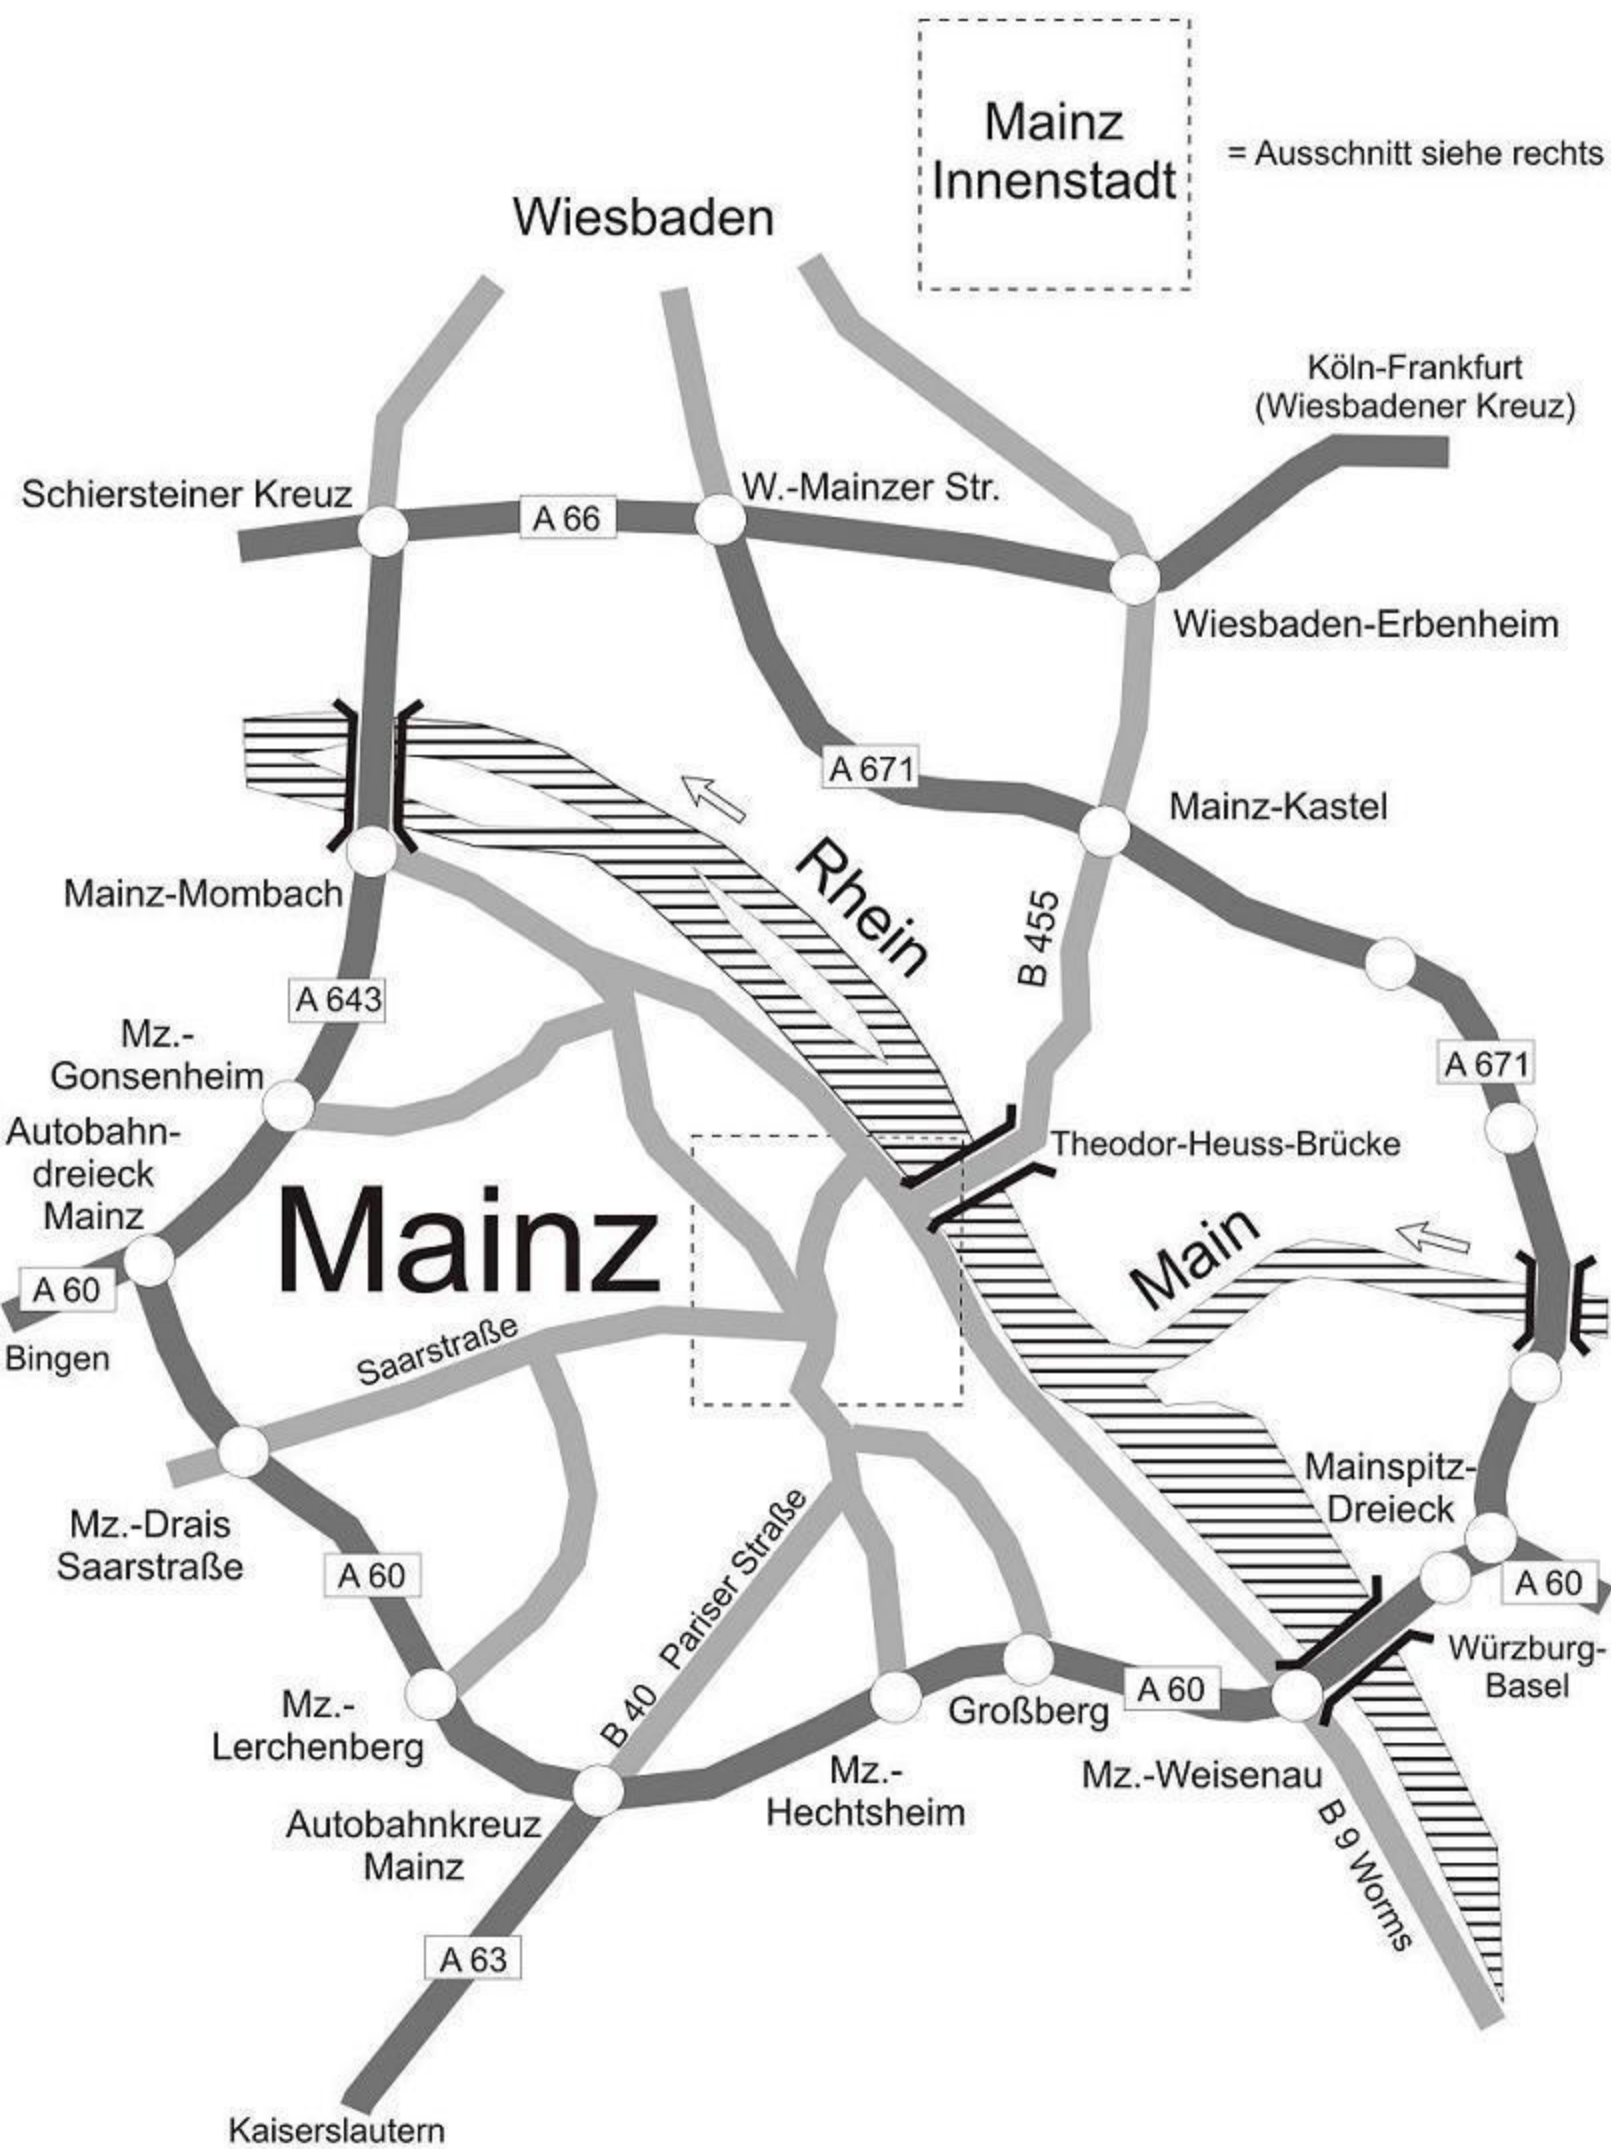 Mainz
Innenstadt
= Ausschnitt siehe rechts
Wiesbaden
Köln-Frankfurt
(Wiesbadener Kreuz)
Schiersteiner Kreuz
A 66
W.-Mainzer Str.
Wiesbaden-Erbenheim
A 671
Mainz-Kastel
Rhein
Mainz-Mombach
B 455
A 643
Mz.-
Gonsenheim
A 671
Autobahn-
dreieck
Mainz
Theodor-Heuss-Brücke
Mainz
Main
A 60
Bingen
Saarstraße
Mainspitz-
Dreieck
Mz.-Drais
Saarstraße
A 60
Pariser Straße
A 60
Würzburg-
Basel
Mz.-
Lerchenberg
B 40
Großberg
A 60
Mz.-
Hechtsheim
Mz.-Weisenau
Autobahnkreuz
Mainz
B 9 Worms
A 63
Kaiserslautern